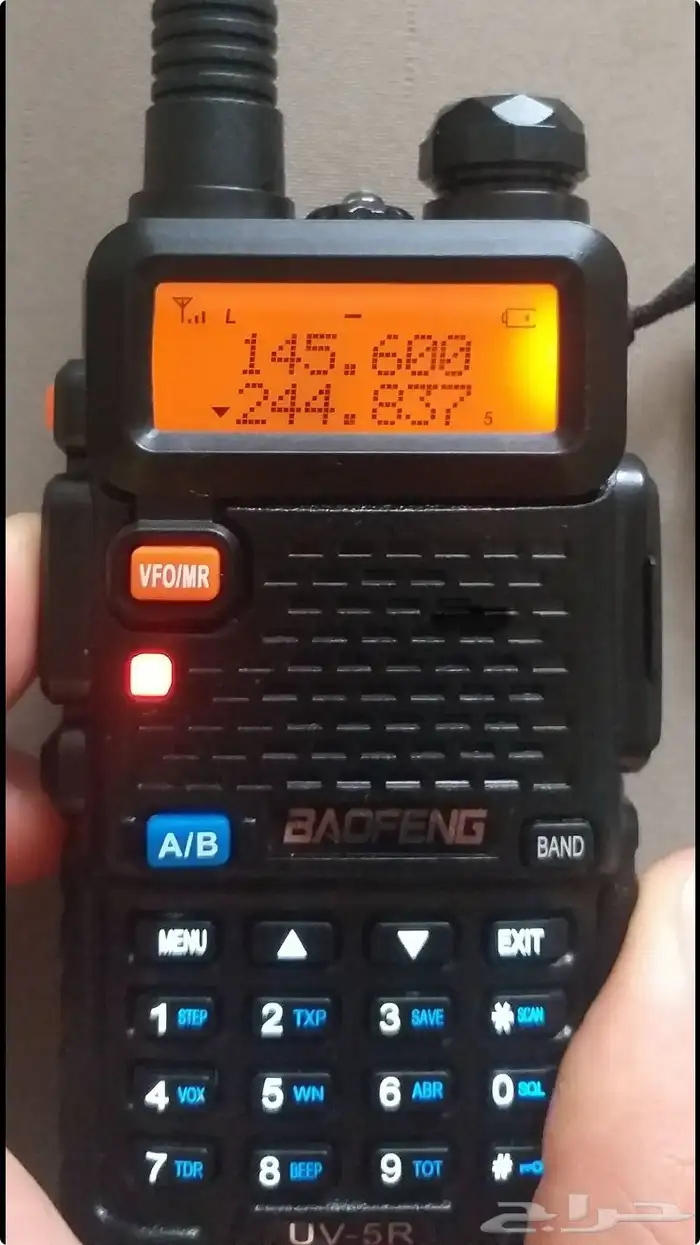 L −
145.600
244.837 5
VFO/MR
A/B BAOFENG BAND
MENU EXIT
1 STEP 2 TXP 3 SAVE * SCAN
4 VOX 5 WN 6 ABR 0 SQL
7 TDR 8 BEEP 9 TOT #
UV-5R
حراج